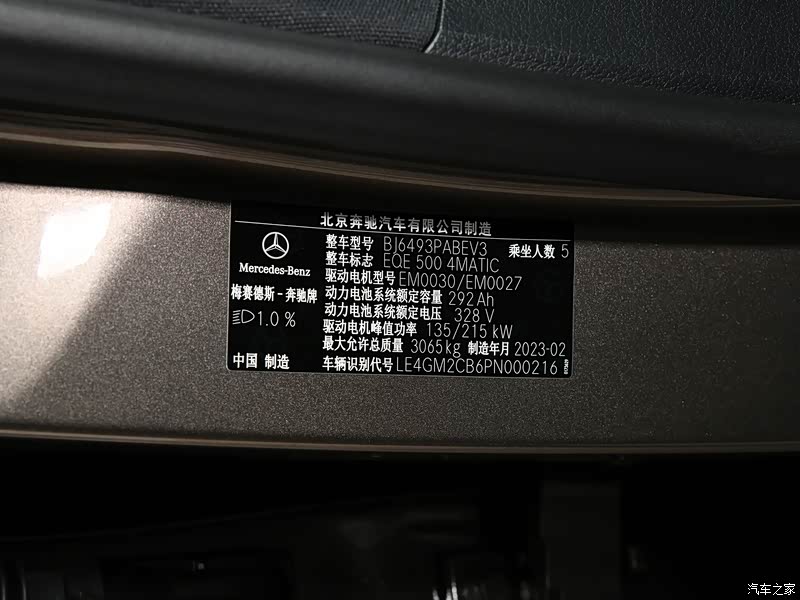 北京奔驰汽车有限公司制造
整车型号 BJ6493PABEV3 乘坐人数 5
整车标志 EQE 500 4MATIC
Mercedes-Benz
驱动电机型号 EM0030/EM0027
梅赛德斯-奔驰牌
动力电池系统额定容量 292 Ah
动力电池系统额定电压 328 V
1.0 %
驱动电机峰值功率 135/215 kW
最大允许总质量 3065kg 制造年月 2023-02
中国 制造
车辆识别代号 LE4GM2CB6PN000216
汽车之家